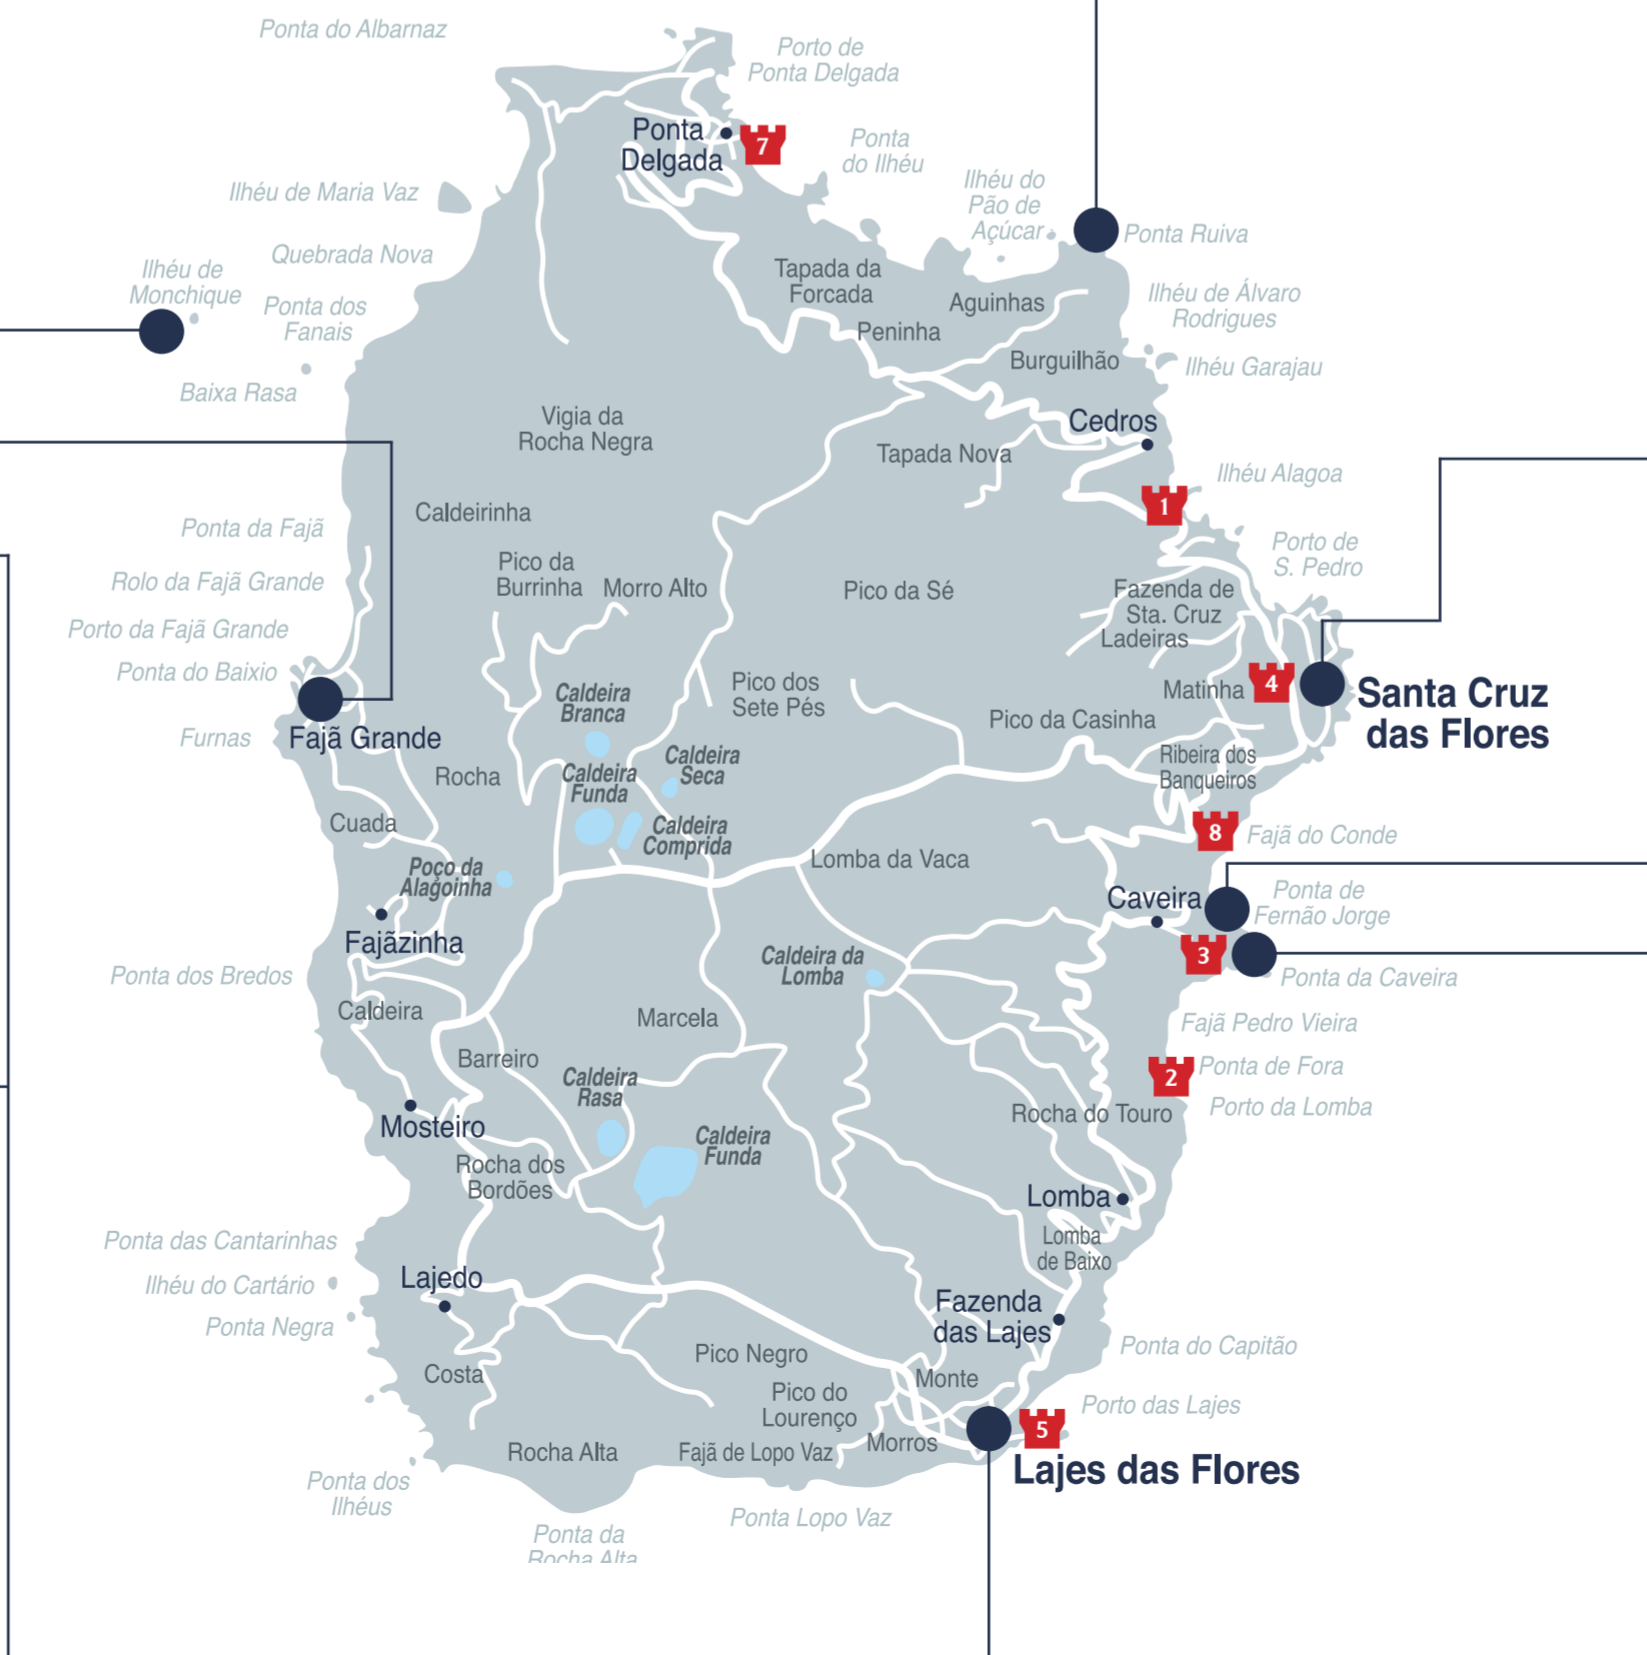 Ponta do Albarnaz
Porto de
Ponta Delgada
Ponta
Delgada
7
Ponta
do Ilhéu
Ilhéu de Maria Vaz
Ilhéu do
Pão de
Açúcar
Ponta Ruiva
Quebrada Nova
Ilhéu de
Monchique
Ponta dos
Fanais
Tapada da
Forcada
Aguinhas
Ilhéu de Álvaro
Rodrigues
Peninha
Burguilhão
Ilhéu Garajau
Baixa Rasa
Vigia da
Rocha Negra
Cedros
Tapada Nova
Ilhéu Alagoa
Caldeirinha
1
Ponta da Fajã
Porto de
S. Pedro
Pico da
Burrinha
Morro Alto
Pico da Sé
Fazenda de
Sta. Cruz
Ladeiras
Rolo da Fajã Grande
Porto da Fajã Grande
Ponta do Baixio
Caldeira
Branca
Pico dos
Sete Pés
Matinha
4
Santa Cruz
das Flores
Furnas
Fajã Grande
Pico da Casinha
Rocha
Caldeira
Funda
Caldeira
Seca
Ribeira dos
Banqueiros
Cuada
Caldeira
Comprida
8
Fajã do Conde
Lomba da Vaca
Poço da
Alagoinha
Caveira
Ponta de
Fernão Jorge
Fajãzinha
3
Caldeira da
Lomba
Ponta dos Bredos
Ponta da Caveira
Caldeira
Marcela
Fajã Pedro Vieira
Barreiro
2
Ponta de Fora
Caldeira
Rasa
Rocha do Touro
Porto da Lomba
Mosteiro
Caldeira
Funda
Rocha dos
Bordões
Lomba
Lomba
de Baixo
Ponta das Cantarinhas
Ilhéu do Cartário
Lajedo
Ponta Negra
Fazenda
das Lajes
Ponta do Capitão
Pico Negro
Costa
Monte
Pico do
Lourenço
Porto das Lajes
5
Morros
Rocha Alta
Fajã de Lopo Vaz
Lajes das Flores
Ponta dos
Ilhéus
Ponta Lopo Vaz
Ponta da
Rocha Alta